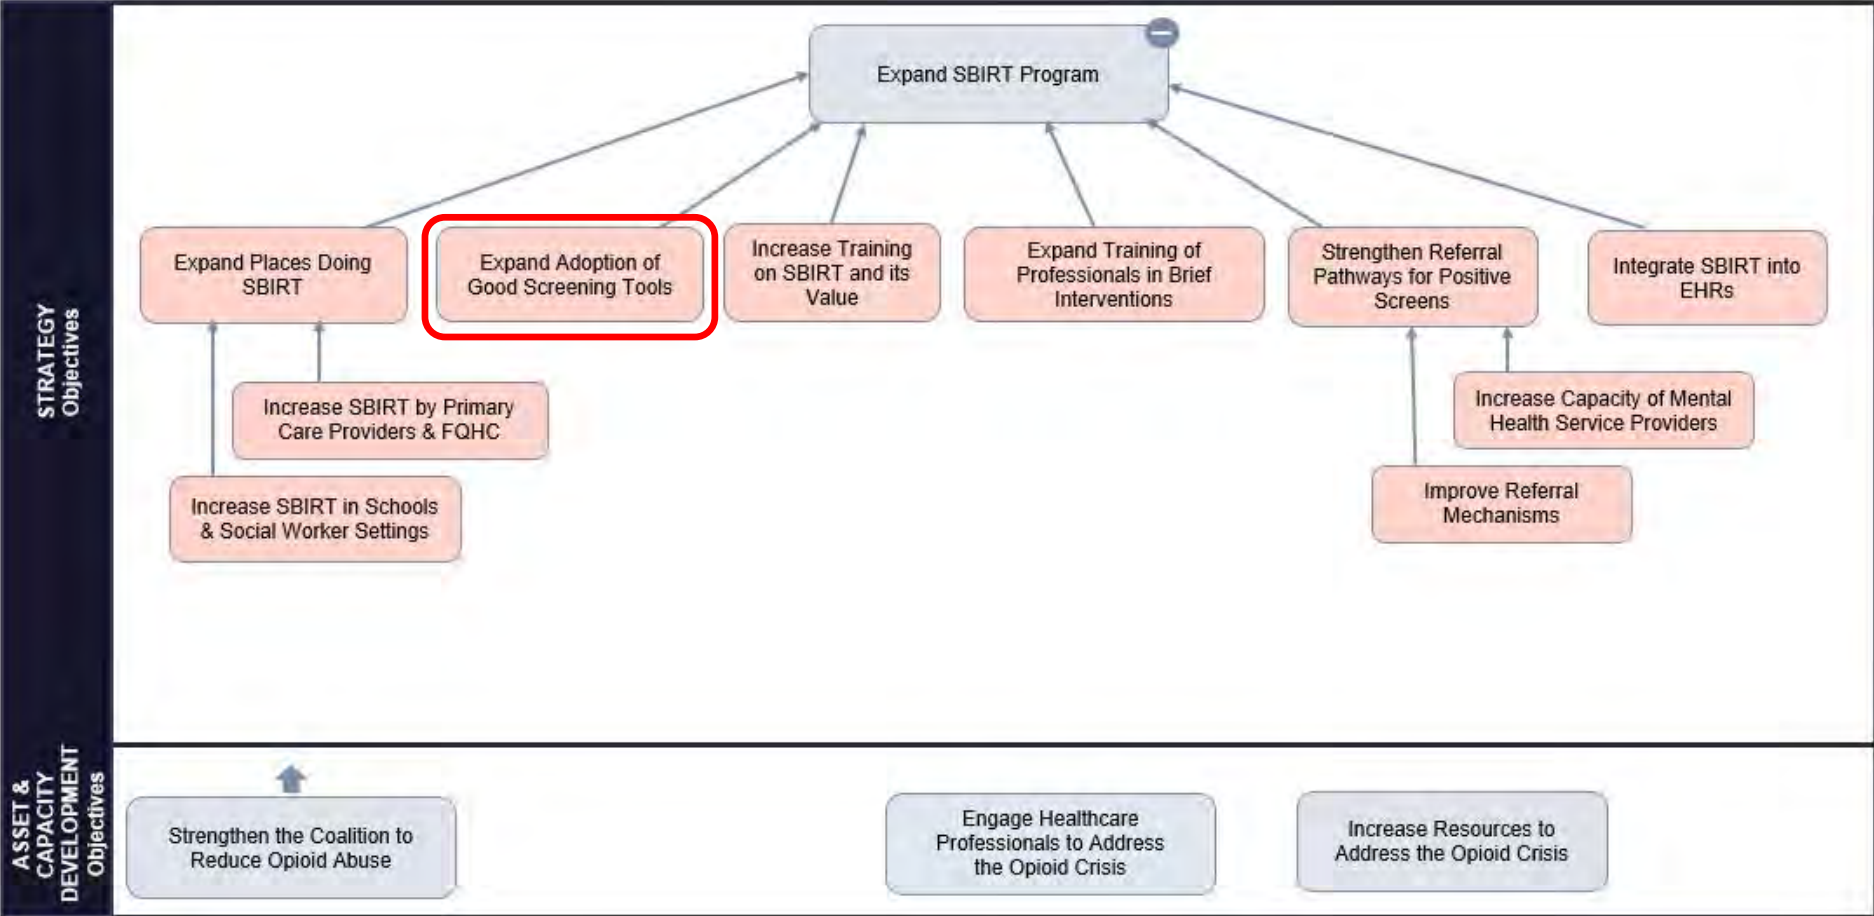 Expand SBIRT Program
Expand Places Doing
SBIRT
Expand Adoption of
Good Screening Tools
Increase Training
on SBIRT and its
Value
Expand Training of
Professionals in Brief
Interventions
Strengthen Referral
Pathways for Positive
Screens
Integrate SBIRT into
EHRs
STRATEGY
Objectives
Increase SBIRT by Primary
Care Providers & FQHC
Increase Capacity of Mental
Health Service Providers
Increase SBIRT in Schools
& Social Worker Settings
Improve Referral
Mechanisms
ASSET &
CAPACITY
DEVELOPMENT
Objectives
Strengthen the Coalition to
Reduce Opioid Abuse
Engage Healthcare
Professionals to Address
the Opioid Crisis
Increase Resources to
Address the Opioid Crisis